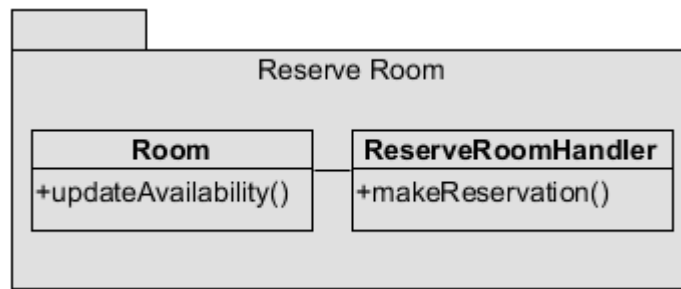 Reserve Room
Room
+updateAvailability()
ReserveRoomHandler
+makeReservation()